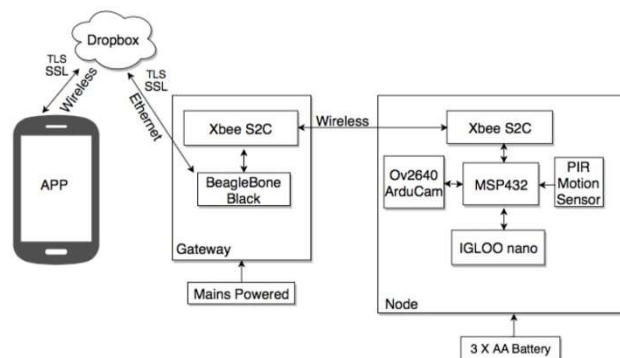 Dropbox
TLS
SSL
Wireless
TLS
SSL
Ethernet
APP
Xbee S2C
BeagleBone
Black
Gateway
Mains Powered
Wireless
Xbee S2C
Ov2640
ArduCam
MSP432
PIR
Motion
Sensor
IGLOO nano
Node
3 X AA Battery